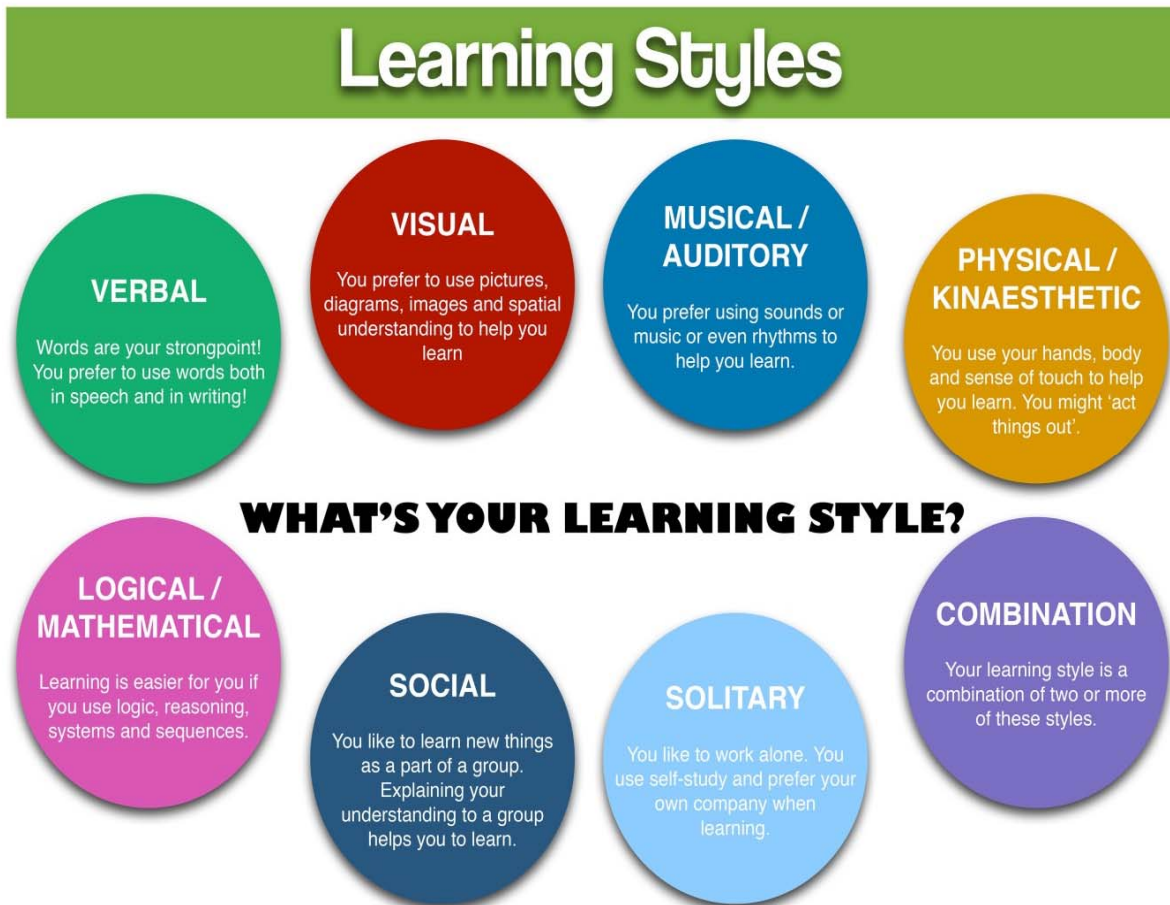 Learning Styles
VERBAL
Words are your strongpoint!
You prefer to use words both
in speech and in writing!
VISUAL
You prefer to use pictures,
diagrams, images and spatial
understanding to help you
learn
MUSICAL /
AUDITORY
You prefer using sounds or
music or even rhythms to
help you learn.
PHYSICAL /
KINAESTHETIC
You use your hands, body
and sense of touch to help
you learn. You might ‘act
things out’.
WHAT’S YOUR LEARNING STYLE?
LOGICAL /
MATHEMATICAL
Learning is easier for you if
you use logic, reasoning,
systems and sequences.
SOCIAL
You like to learn new things
as a part of a group.
Explaining your
understanding to a group
helps you to learn.
SOLITARY
You like to work alone. You
use self-study and prefer your
own company when
learning.
COMBINATION
Your learning style is a
combination of two or more
of these styles.